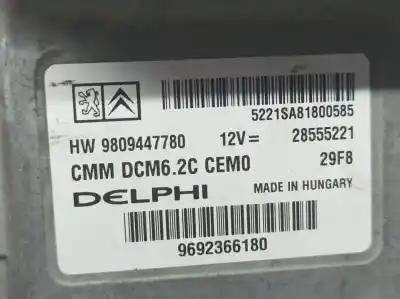 5221SA81800585
HW 9809447780 12V= 28555221
CMM DCM6.2C CEM0 29F8
DELPHI MADE IN HUNGARY
9692366180